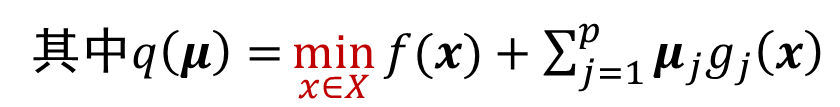 其中q(μ) = min_{x∈X} f(x) + ∑_{j=1}^{p} μ_j g_j(x)